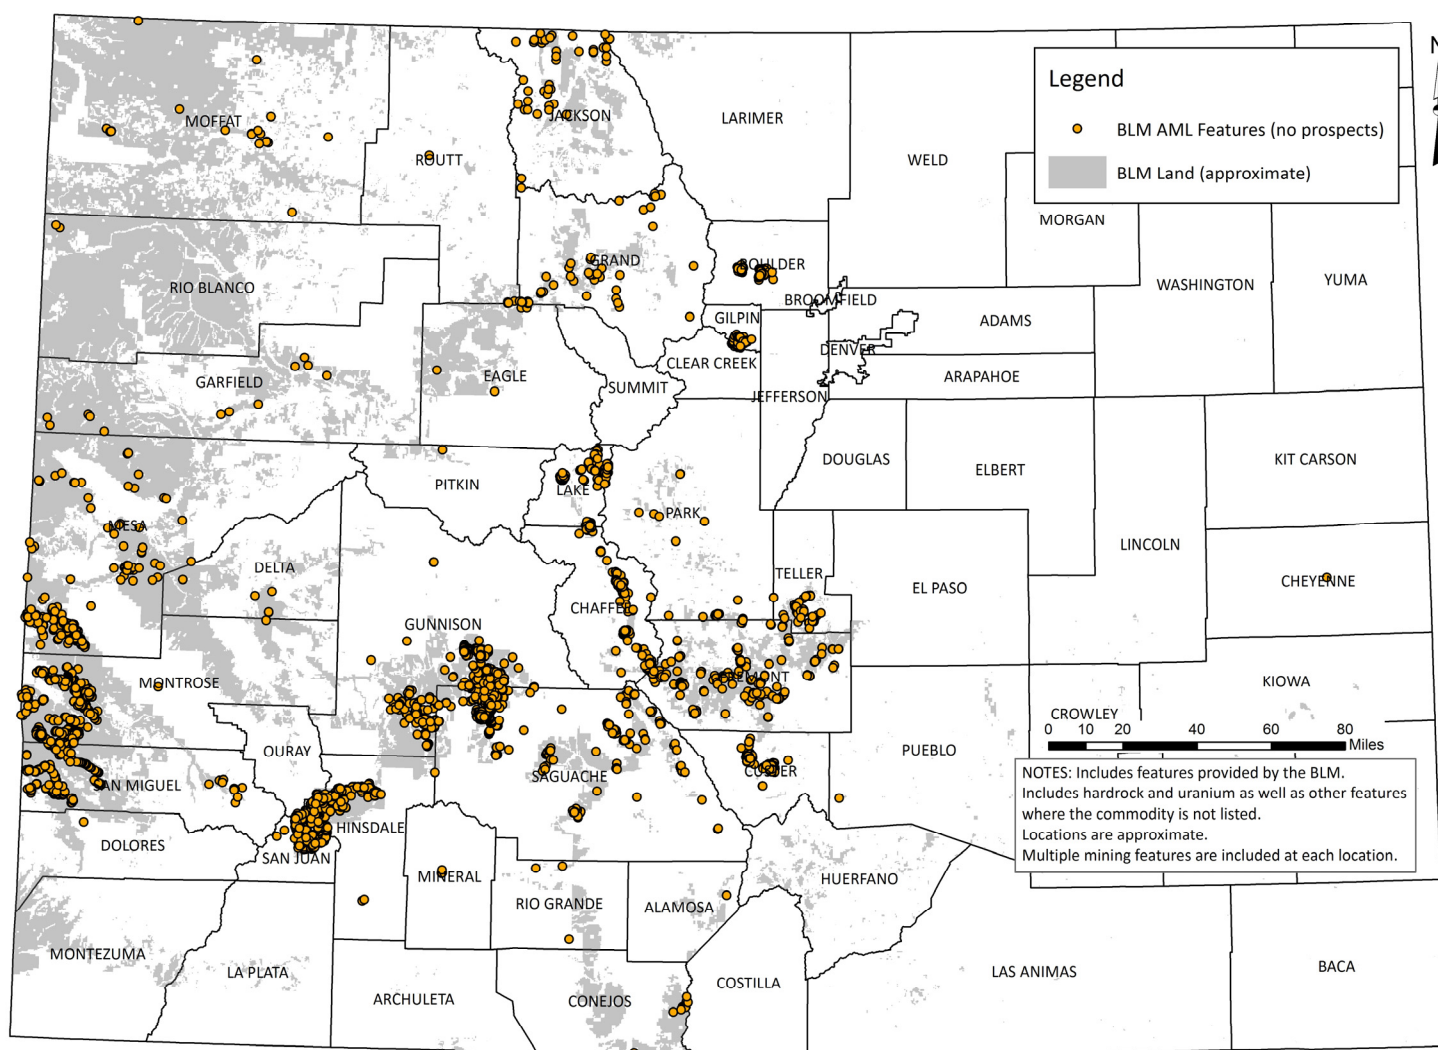 N
Legend
BLM AML Features (no prospects)
BLM Land (approximate)
MOFFAT
ROUTT
JACKSON
LARIMER
WELD
MORGAN
RIO BLANCO
GRAND
BOULDER
BROOMFIELD
GILPIN
ADAMS
WASHINGTON
YUMA
GARFIELD
EAGLE
SUMMIT
CLEAR CREEK
DENVER
ARAPAHOE
JEFFERSON
PITKIN
LAKE
PARK
DOUGLAS
ELBERT
KIT CARSON
MESA
DELTA
GUNNISON
CHAFFEE
TELLER
EL PASO
LINCOLN
CHEYENNE
MONTROSE
FREMONT
KIOWA
CROWLEY
0 10 20 40 60 80
Miles
OURAY
SAN MIGUEL
SAGUACHE
CUSTER
PUEBLO
NOTES: Includes features provided by the BLM.
Includes hardrock and uranium as well as other features
where the commodity is not listed.
Locations are approximate.
Multiple mining features are included at each location.
DOLORES
SAN JUAN
HINSDALE
MINERAL
RIO GRANDE
ALAMOSA
HUERFANO
MONTEZUMA
LA PLATA
ARCHULETA
CONEJOS
COSTILLA
LAS ANIMAS
BACA